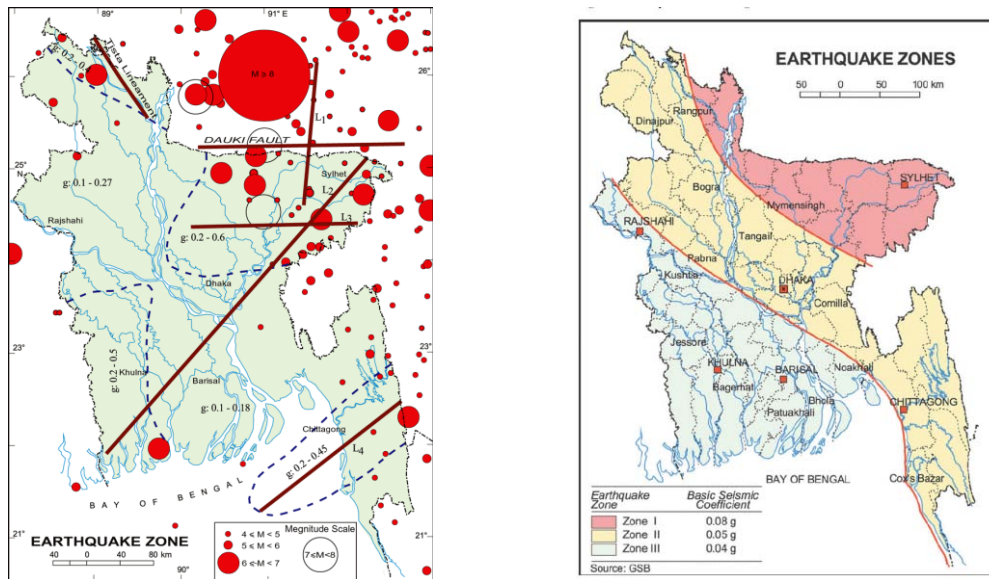 89°
91° E
26°
Tista Lineament
M ≥ 8
L1
DAUKI FAULT
25°
N
Sylhet
g: 0.1 - 0.27
L2
L3
Rajshahi
g: 0.2 - 0.6
Dhaka
23°
23°
g: 0.2 - 0.5
Khulna
Barisal
g: 0.1 - 0.18
Chittagong
L4
g: 0.2 - 0.45
BAY OF BENGAL
21°
21°
EARTHQUAKE ZONE
40 0 40 80 km
90°
Megnitude Scale
4 ≤ M < 5
5 ≤ M < 6
6 ≤ M < 7
7≤M<8
EARTHQUAKE ZONES
50 0 50 100 km
Rangpur
Dinajpur
SYLHET
Bogra
Mymensingh
RAJSHAHI
Tangail
Pabna
Kushtia
DHAKA
Comilla
Jessore
Noakhali
KHULNA
BARISAL
Bagerhat
Bhola
CHITTAGONG
Patuakhali
BAY OF BENGAL
Cox's Bazar
Earthquake Zone
Basic Seismic Coefficient
Zone I 0.08 g
Zone II 0.05 g
Zone III 0.04 g
Source: GSB